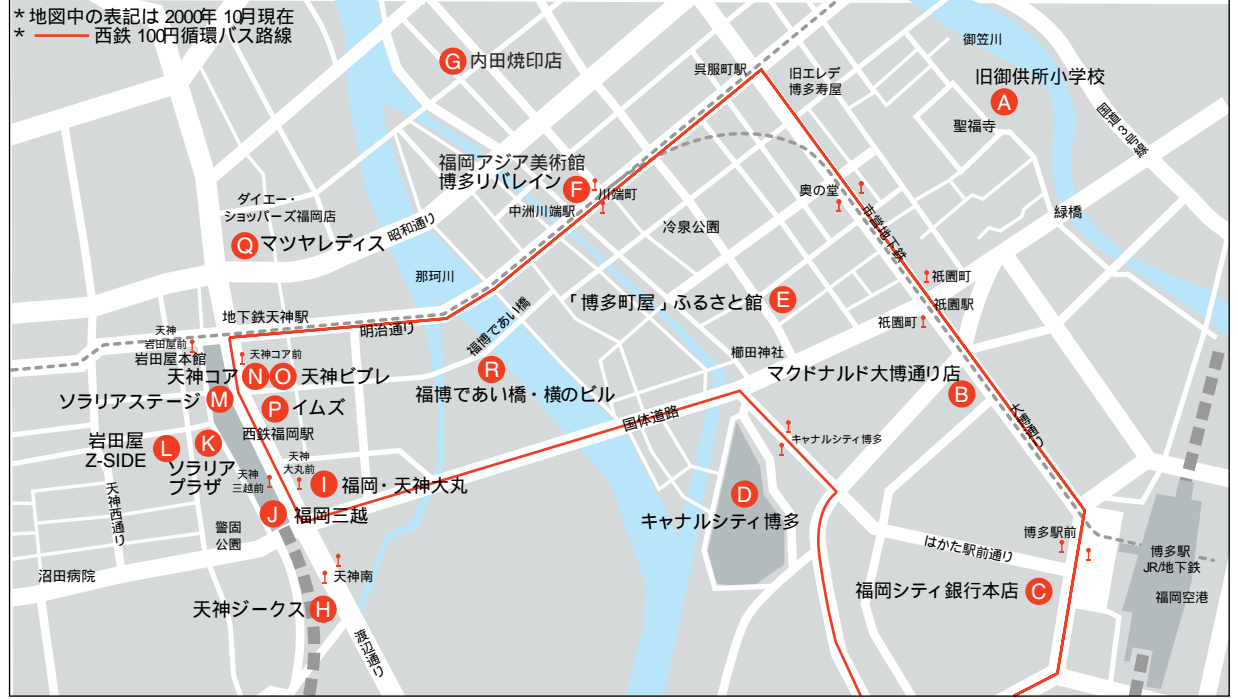 * 地図中の表記は 2000年 10月現在
* 西鉄 100円循環バス路線
御笠川
G 内田焼印店
呉服町駅
旧エレデ
博多寿屋
旧御供所小学校
A
聖福寺
国道3号線
福岡アジア美術館
博多リバレイン F
川端町
中洲川端駅
奥の堂
市営地下鉄
緑橋
冷泉公園
ダイエー・
ショッパーズ福岡店
昭和通り
Q マツヤレディス
那珂川
祇園町
祇園駅
祇園町
「博多町屋」ふるさと館 E
地下鉄天神駅
明治通り
福博であい橋
天神
岩田屋前
岩田屋本館
天神コア前
櫛田神社
天神コア N O 天神ビブレ
R
福博であい橋・横のビル
マクドナルド大博通り店
B
ソラリアステージ M
P イムズ
国体道路
大博通り
西鉄福岡駅
キャナルシティ博多
岩田屋
Z-SIDE L
K
ソラリア
プラザ
天神
大丸前
天神
三越前
I 福岡・天神大丸
天神西通り
D
キャナルシティ博多
J 福岡三越
警固
公園
博多駅前
はかた駅前通り
博多駅
JR/地下鉄
沼田病院
天神南
福岡シティ銀行本店 C
福岡空港
天神ジークス H
渡辺通り